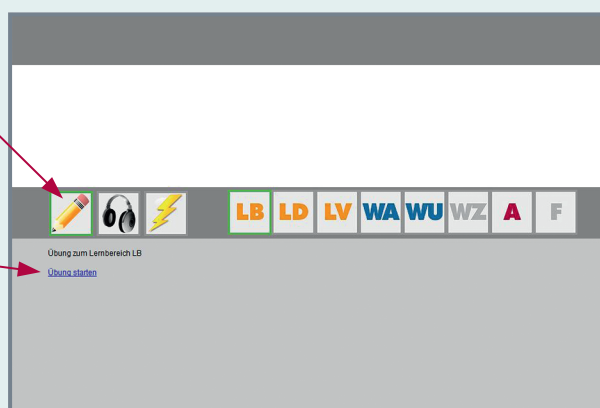 LB LD LV WA WU WZ A F
Übung zum Lernbereich LB
Übung starten